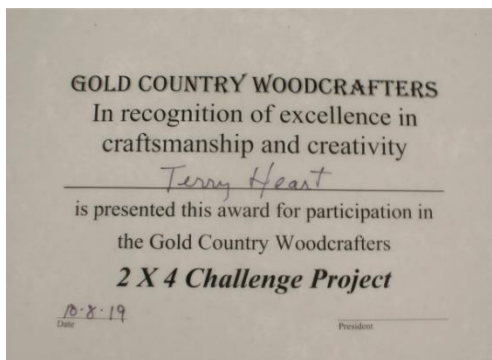 GOLD COUNTRY WOODCRAFTERS
In recognition of excellence in
craftsmanship and creativity
Terry Heart
is presented this award for participation in
the Gold Country Woodcrafters
2 X 4 Challenge Project
10-8-19
Date President